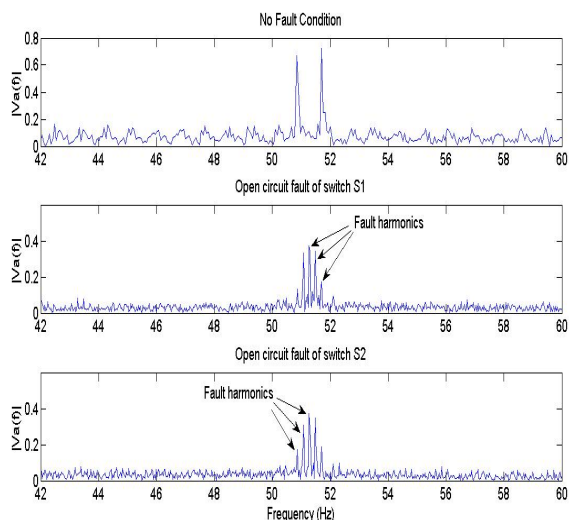 No Fault Condition
|Va(f)|
0.8
0.6
0.4
0.2
0
42 44 46 48 50 52 54 56 58 60
Open circuit fault of switch S1
|Va(f)|
0.4
0.2
0
Fault harmonics
42 44 46 48 50 52 54 56 58 60
Open circuit fault of switch S2
|Va(f)|
0.4
0.2
0
Fault harmonics
42 44 46 48 50 52 54 56 58 60
Frequency (Hz)